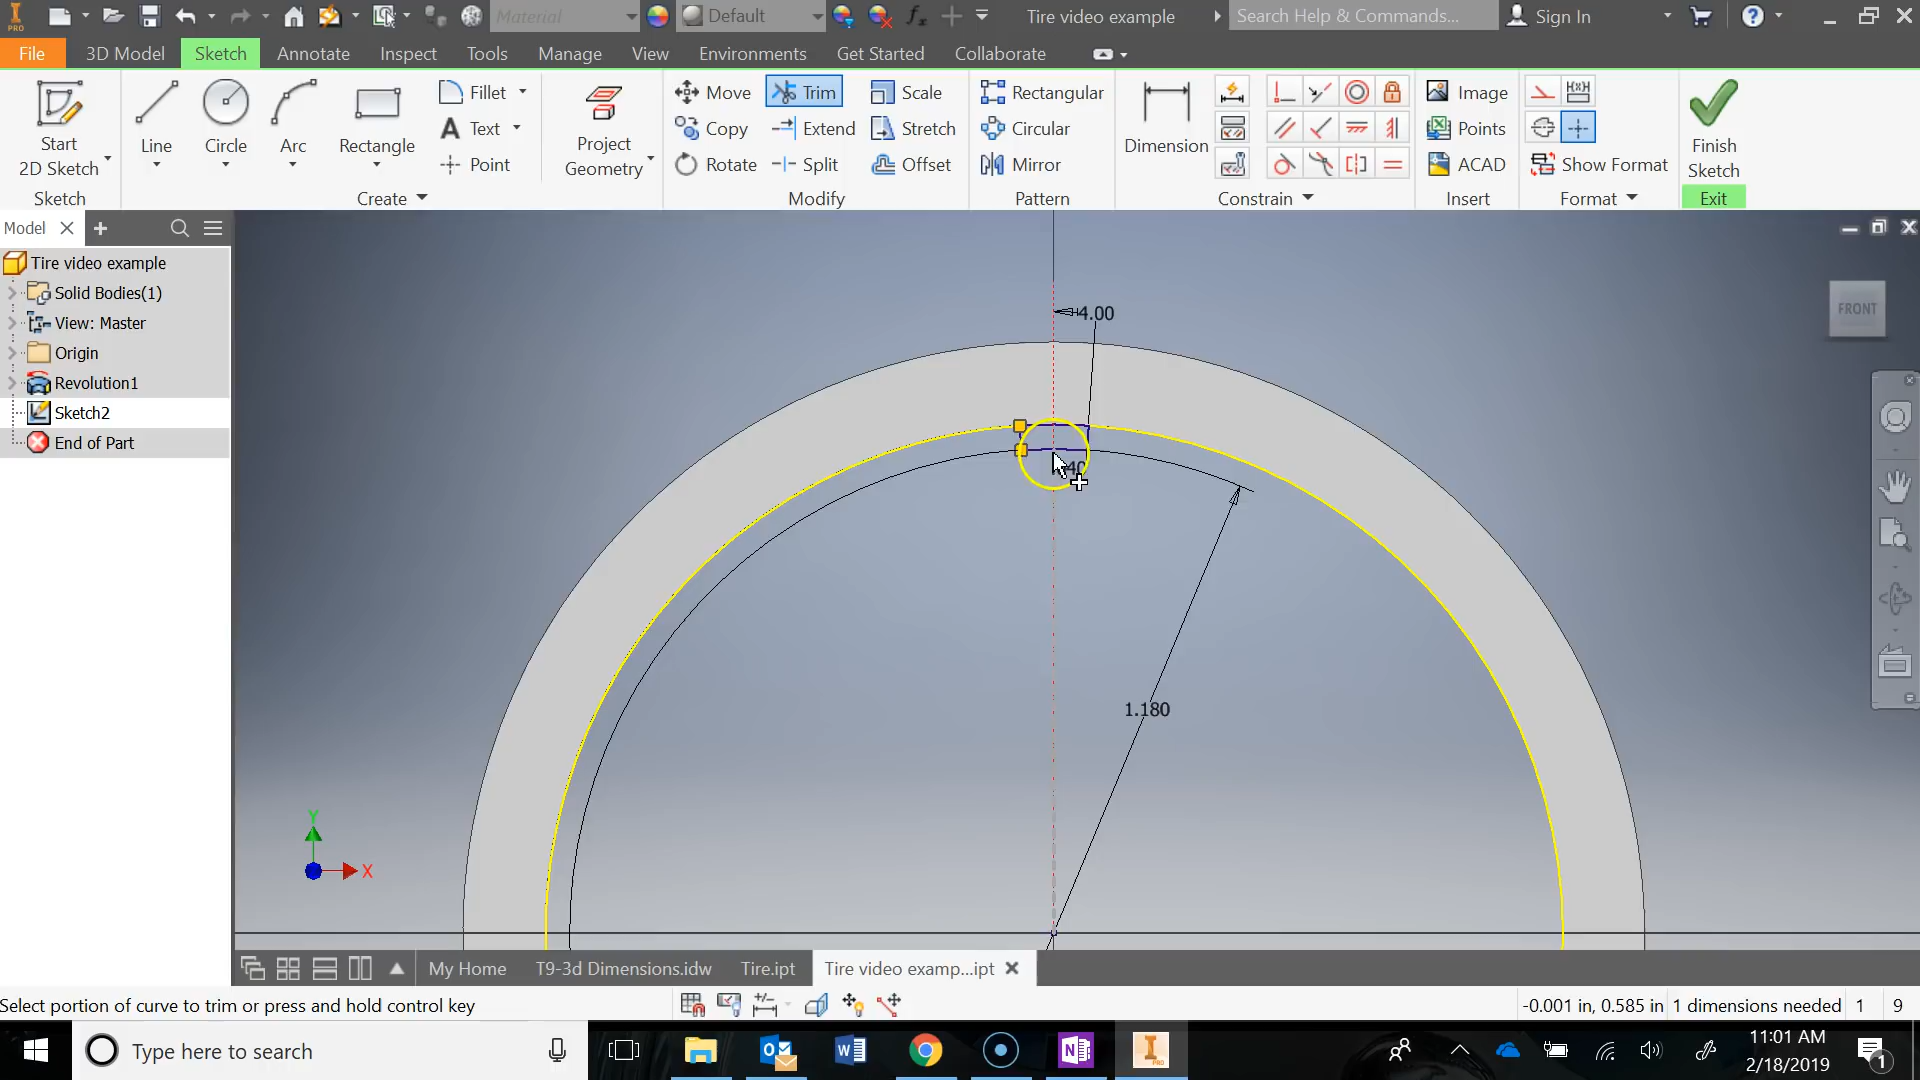 PRO
Material
Default
Tire video example
Search Help & Commands...
Sign In
File
3D Model
Sketch
Annotate
Inspect
Tools
Manage
View
Environments
Get Started
Collaborate
Start
2D Sketch
Line
Circle
Arc
Rectangle
Fillet
Text
Point
Project
Geometry
Move
Trim
Scale
Copy
Extend
Stretch
Rotate
Split
Offset
Rectangular
Circular
Mirror
Dimension
Image
Points
ACAD
Show Format
Finish
Sketch
Sketch
Create
Modify
Pattern
Constrain
Insert
Format
Exit
Model
Tire video example
Solid Bodies(1)
View: Master
Origin
Revolution1
Sketch2
End of Part
FRONT
4.00
1.180
Y
X
My Home
T9-3d Dimensions.idw
Tire.ipt
Tire video examp...ipt
Select portion of curve to trim or press and hold control key
-0.001 in, 0.585 in
1 dimensions needed
1
9
Type here to search
11:01 AM
2/18/2019
1